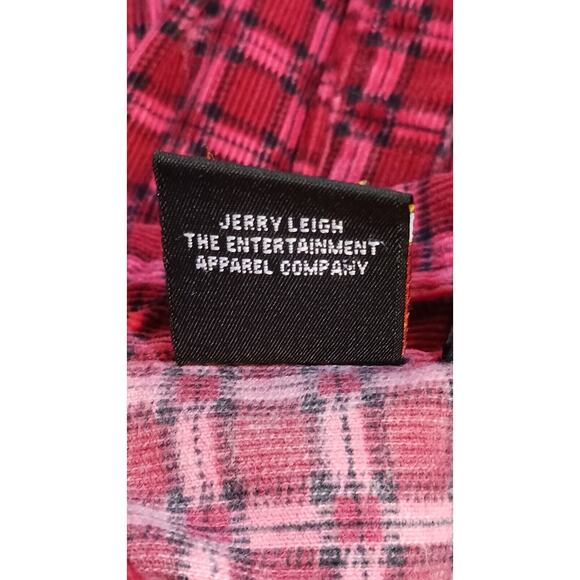 JERRY LEIGH
THE ENTERTAINMENT
APPAREL COMPANY